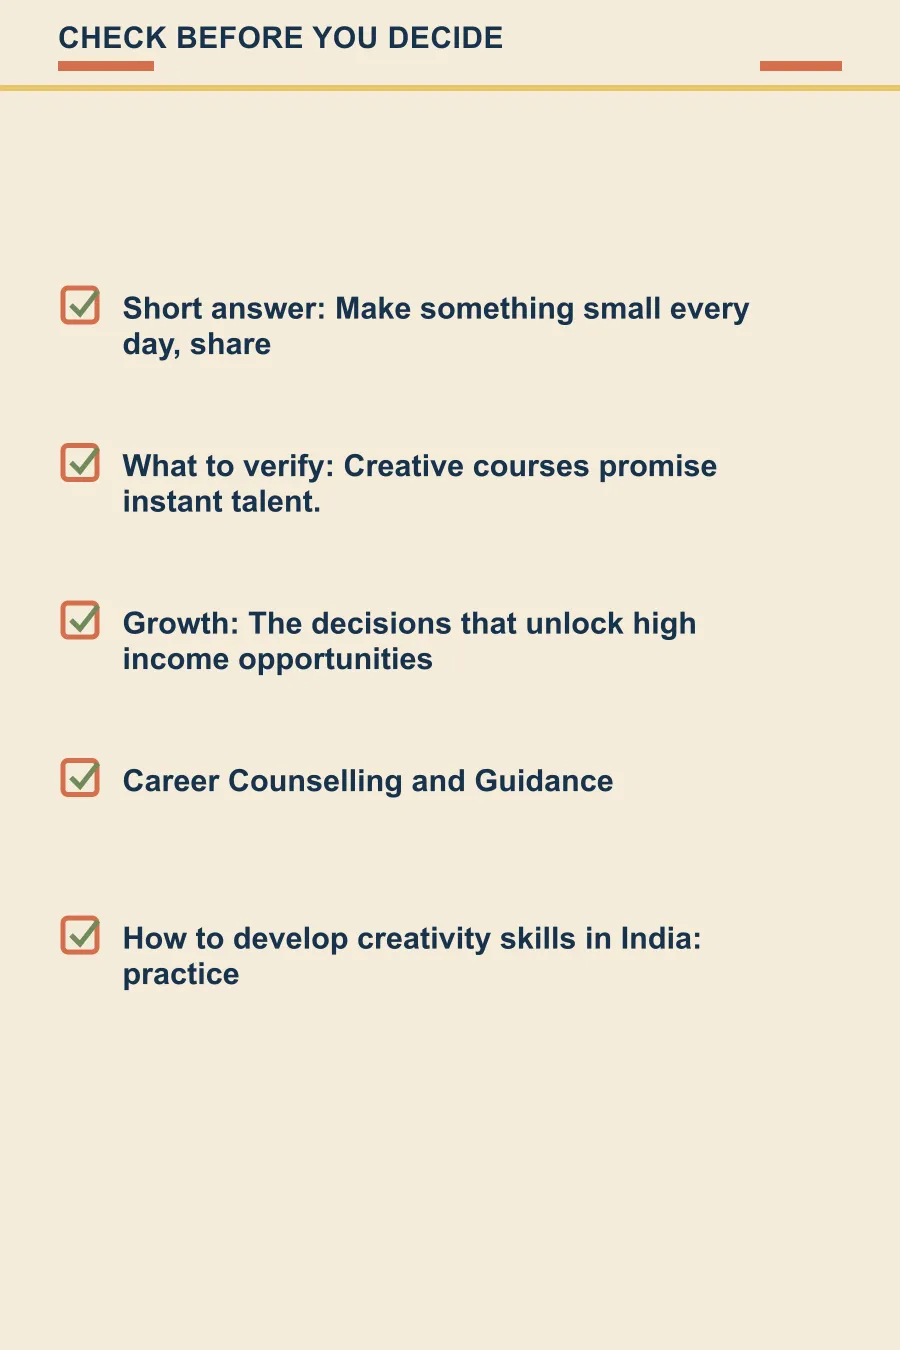 CHECK BEFORE YOU DECIDE
Short answer: Make something small every
day, share
What to verify: Creative courses promise
instant talent.
Growth: The decisions that unlock high
income opportunities
Career Counselling and Guidance
How to develop creativity skills in India:
practice